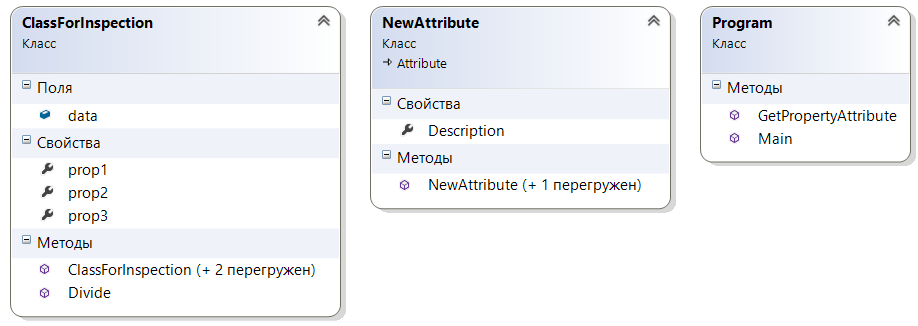 ClassForInspection
Класс
Поля
data
Свойства
prop1
prop2
prop3
Методы
ClassForInspection (+ 2 перегружен)
Divide
NewAttribute
Класс
Attribute
Свойства
Description
Методы
NewAttribute (+ 1 перегружен)
Program
Класс
Методы
GetPropertyAttribute
Main